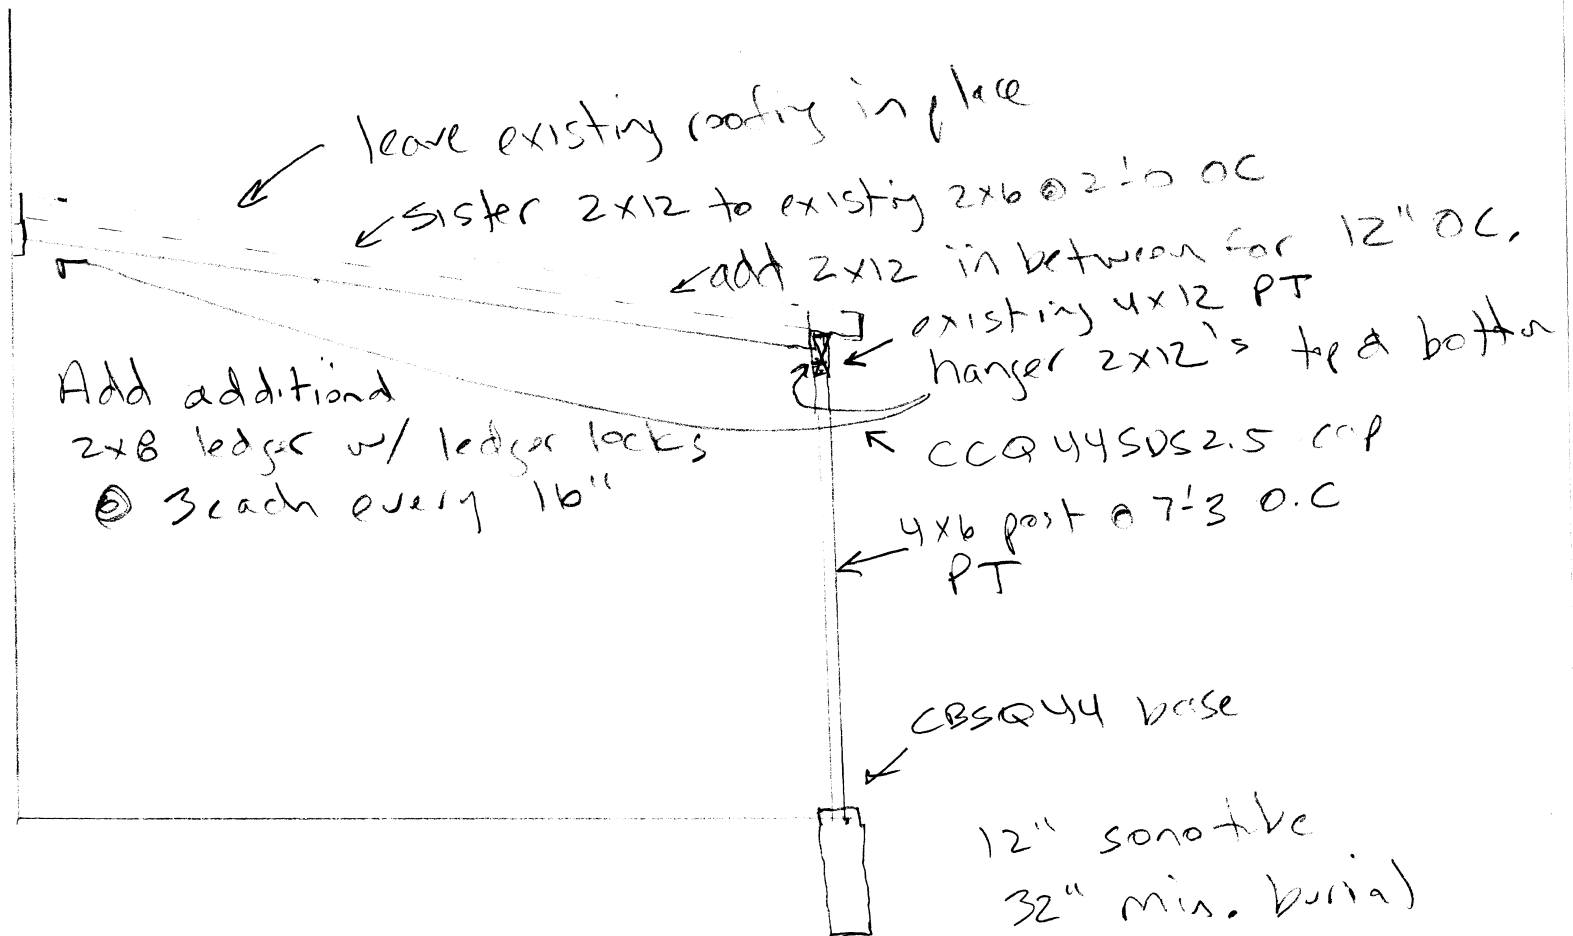 leave existing roofing in place
sister 2x12 to existing 2x6 @ 2'-0 OC
add 2x12 in between for 12" OC.
existing 4x12 PT
hanger 2x12's top & bottom
Add additional
2x8 ledger w/ ledger locks
@ 3 each every 16"
CCQ44SDS2.5 cap
4x6 post @ 7'-3 O.C
PT
CBSQ44 base
12" sonotube
32" min. burial